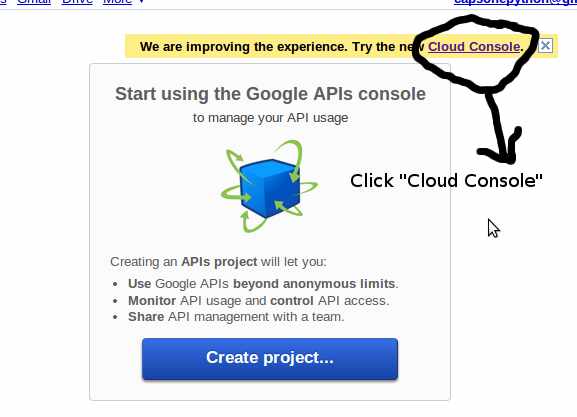 Gmail Drive More
We are improving the experience. Try the new Cloud Console.
Start using the Google APIs console
to manage your API usage
Click "Cloud Console"
Creating an APIs project will let you:
• Use Google APIs beyond anonymous limits.
• Monitor API usage and control API access.
• Share API management with a team.
Create project...